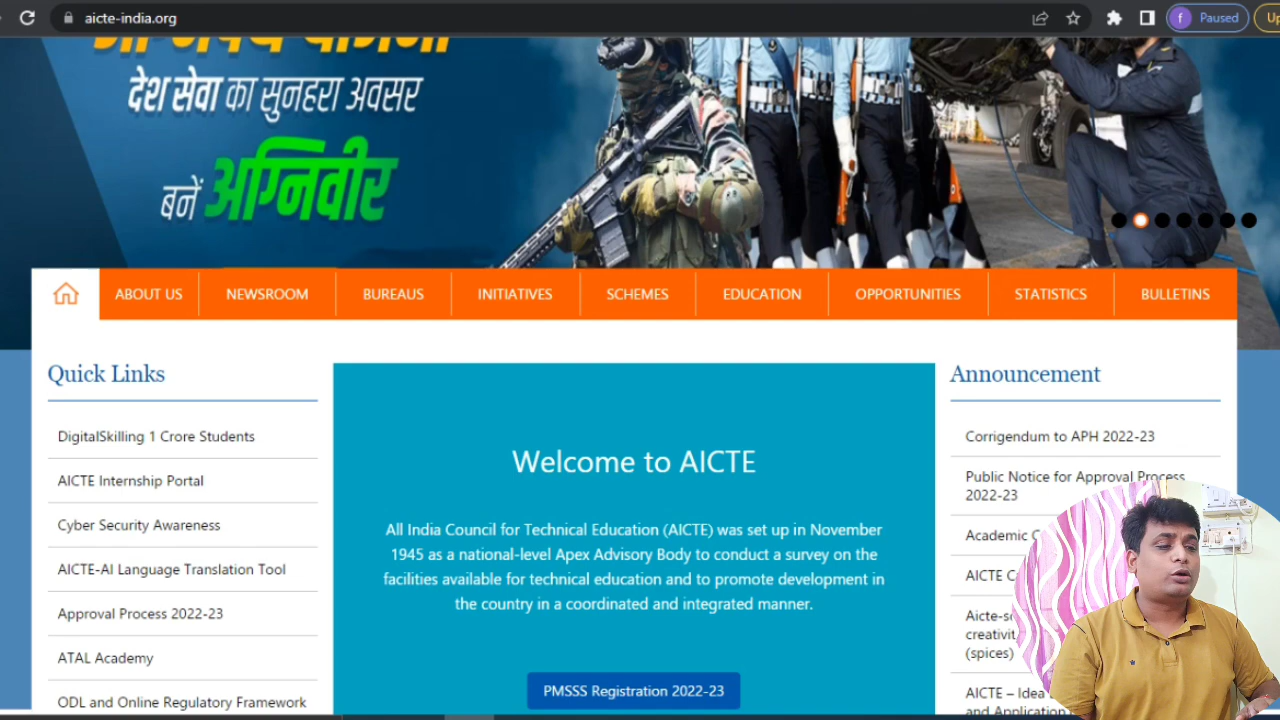 aicte-india.org
f
Paused
देश सेवा का सुनहरा अवसर
बनें अग्निवीर
ABOUT US
NEWSROOM
BUREAUS
INITIATIVES
SCHEMES
EDUCATION
OPPORTUNITIES
STATISTICS
BULLETINS
Quick Links
DigitalSkilling 1 Crore Students
AICTE Internship Portal
Cyber Security Awareness
AICTE-AI Language Translation Tool
Approval Process 2022-23
ATAL Academy
ODL and Online Regulatory Framework
Welcome to AICTE
All India Council for Technical Education (AICTE) was set up in November
1945 as a national-level Apex Advisory Body to conduct a survey on the
facilities available for technical education and to promote development in
the country in a coordinated and integrated manner.
PMSSS Registration 2022-23
Announcement
Corrigendum to APH 2022-23
Public Notice for Approval Process
2022-23
Academic
AICTE
(spices)
AICTE – Idea
and Application